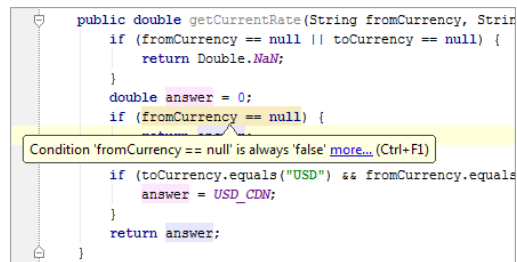 public double getCurrentRate(String fromCurrency, Strin
if (fromCurrency == null || toCurrency == null) {
return Double.NaN;
}
double answer = 0;
if (fromCurrency == null) {
Condition 'fromCurrency == null' is always 'false' more... (Ctrl+F1)
if (toCurrency.equals("USD") && fromCurrency.equals
answer = USD_CDN;
}
return answer;
}